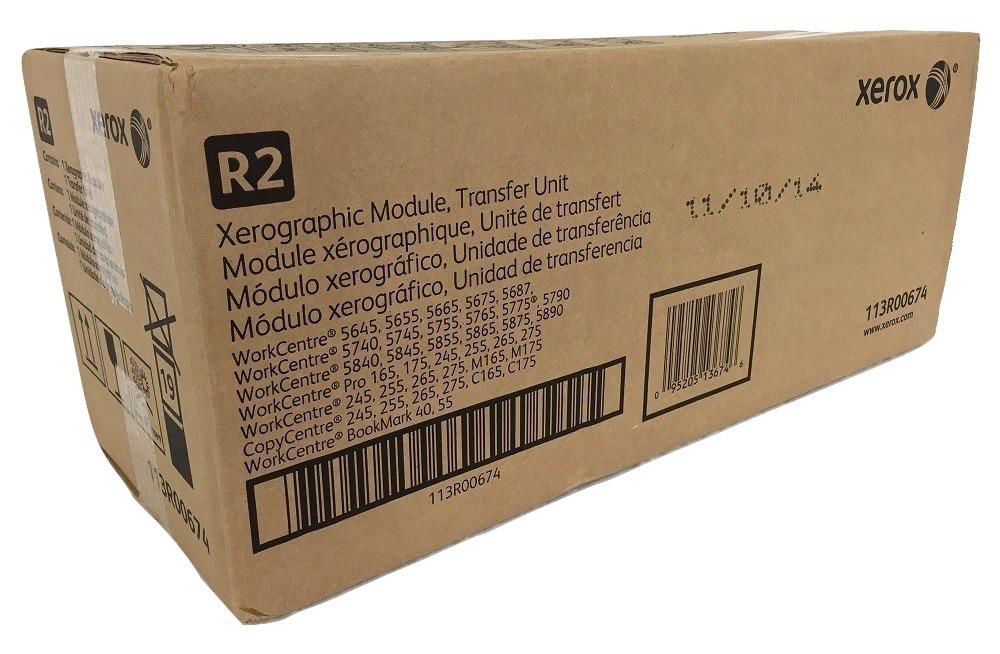 R2
xerox
R2
xerox
Xerographic Module, Transfer Unit
Module xérographique, Unité de transfert
Módulo xerográfico, Unidade de transferência
Módulo xerográfico, Unidad de transferencia
11/10/14
WorkCentre® 5645, 5655, 5665, 5675, 5687,
WorkCentre® 5740, 5745, 5755, 5765, 5775®, 5790
WorkCentre® 5840, 5845, 5855, 5865, 5875, 5890
WorkCentre® Pro 165, 175, 245, 255, 265, 275
WorkCentre® 245, 255, 265, 275, M165, M175
CopyCentre® 245, 255, 265, 275, C165, C175
WorkCentre® BookMark 40, 55
113R00674
0 95205 13674 6
113R00674
www.xerox.com
19
113R00674